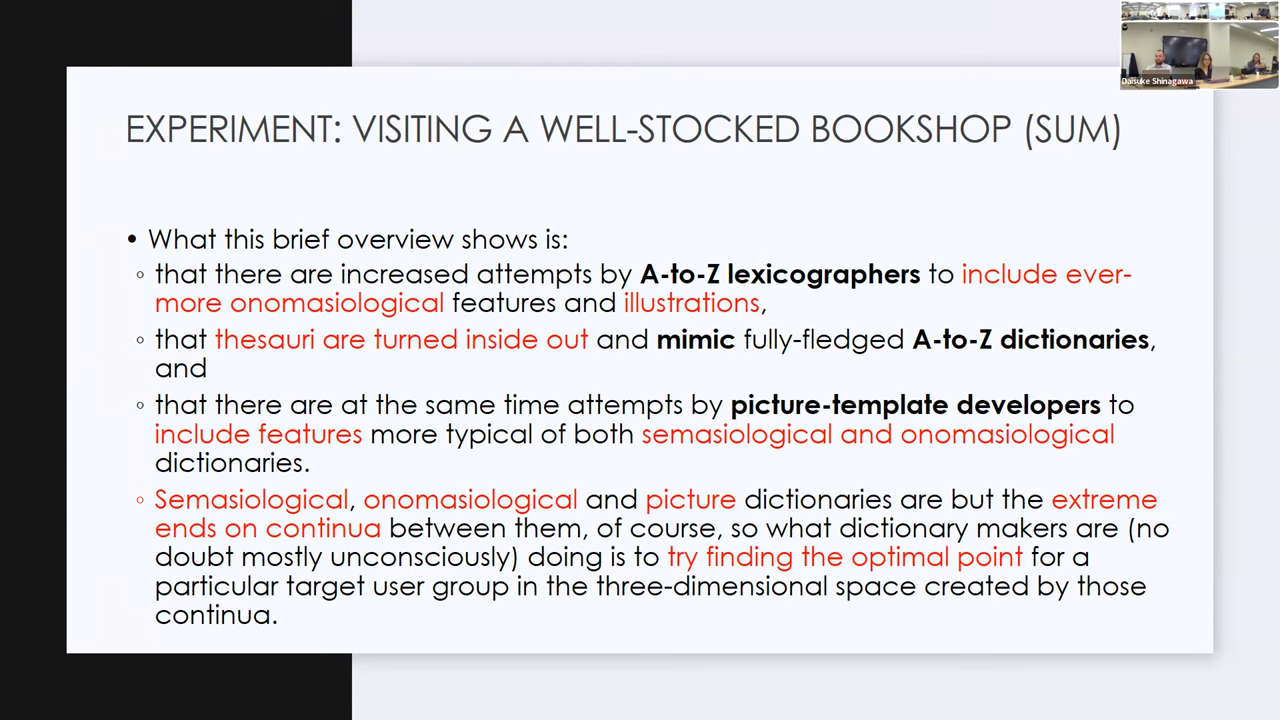 Daisuke Shinagawa
EXPERIMENT: VISITING A WELL-STOCKED BOOKSHOP (SUM)
• What this brief overview shows is:
◦ that there are increased attempts by A-to-Z lexicographers to include ever-
more onomasiological features and illustrations,
◦ that thesauri are turned inside out and mimic fully-fledged A-to-Z dictionaries,
and
◦ that there are at the same time attempts by picture-template developers to
include features more typical of both semasiological and onomasiological
dictionaries.
◦ Semasiological, onomasiological and picture dictionaries are but the extreme
ends on continua between them, of course, so what dictionary makers are (no
doubt mostly unconsciously) doing is to try finding the optimal point for a
particular target user group in the three-dimensional space created by those
continua.